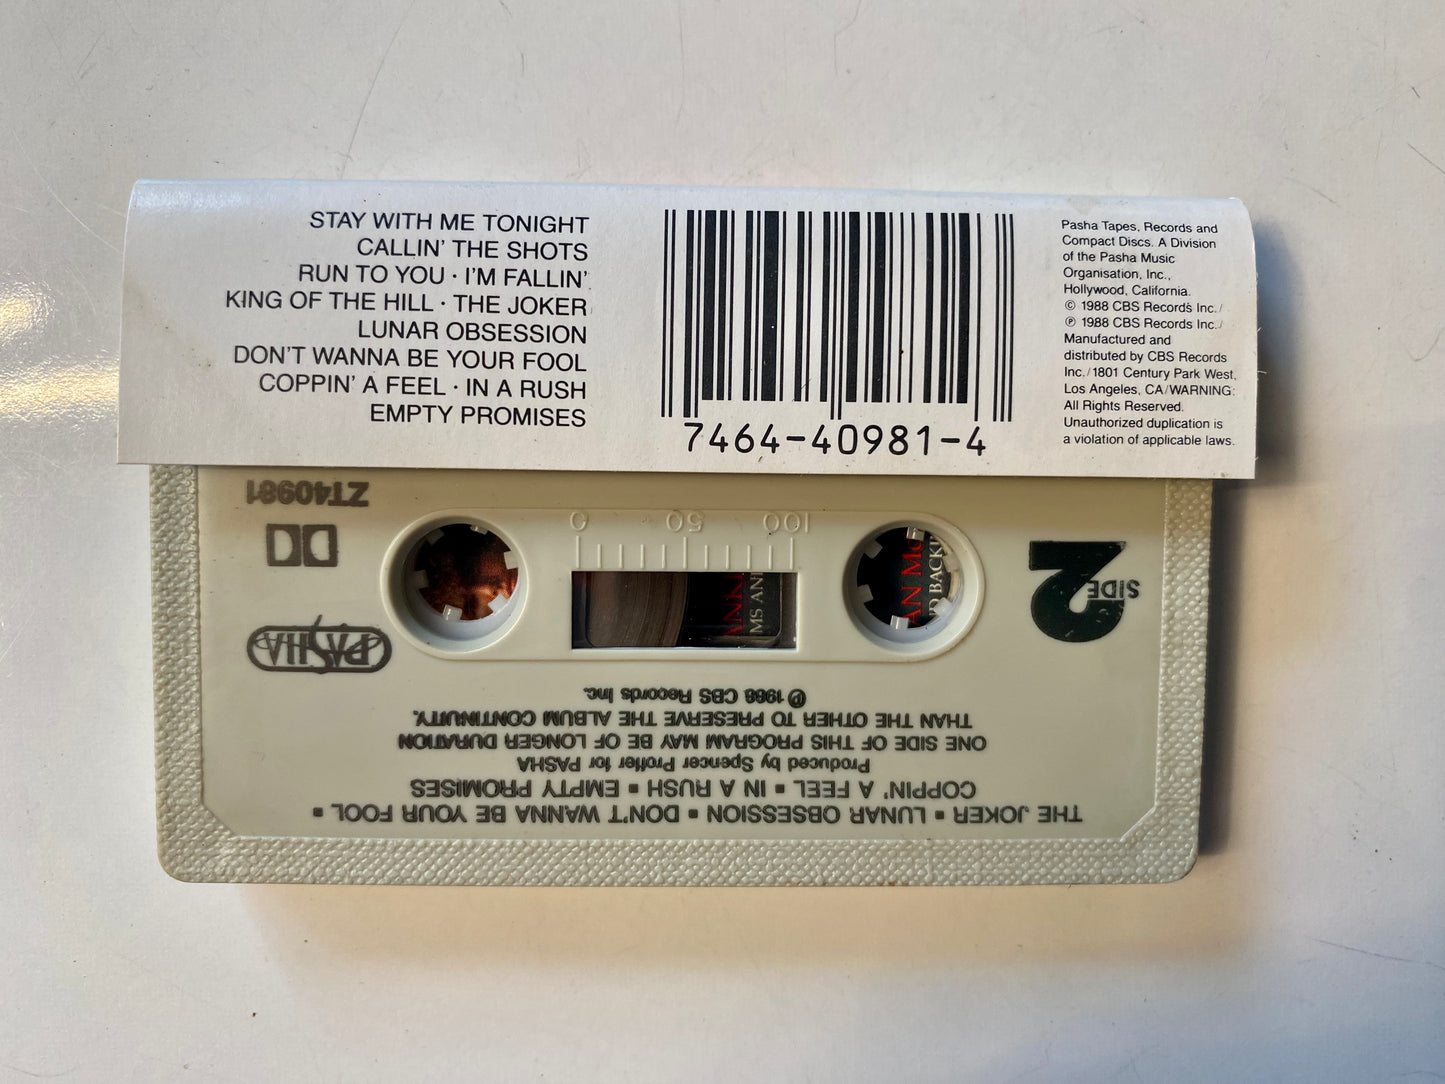 STAY WITH ME TONIGHT
CALLIN' THE SHOTS
RUN TO YOU · I'M FALLIN'
KING OF THE HILL · THE JOKER
LUNAR OBSESSION
DON'T WANNA BE YOUR FOOL
COPPIN' A FEEL · IN A RUSH
EMPTY PROMISES
7464-40981-4
Pasha Tapes, Records and
Compact Discs. A Division
of the Pasha Music
Organisation, Inc.,
Hollywood, California.
© 1988 CBS Records Inc./
℗ 1988 CBS Records Inc./
Manufactured and
distributed by CBS Records
Inc./1801 Century Park West,
Los Angeles, CA/WARNING:
All Rights Reserved.
Unauthorized duplication is
a violation of applicable laws.
THE JOKER ▪ LUNAR OBSESSION ▪ DON'T WANNA BE YOUR FOOL ▪
COPPIN' A FEEL ▪ IN A RUSH ▪ EMPTY PROMISES
Produced by Spencer Proffer for PASHA
ONE SIDE OF THIS PROGRAM MAY BE OF LONGER DURATION
THAN THE OTHER TO PRESERVE THE ALBUM CONTINUITY.
℗ 1988 CBS Records Inc.
SIDE 2
PASHA
100 50 0
ZT40981